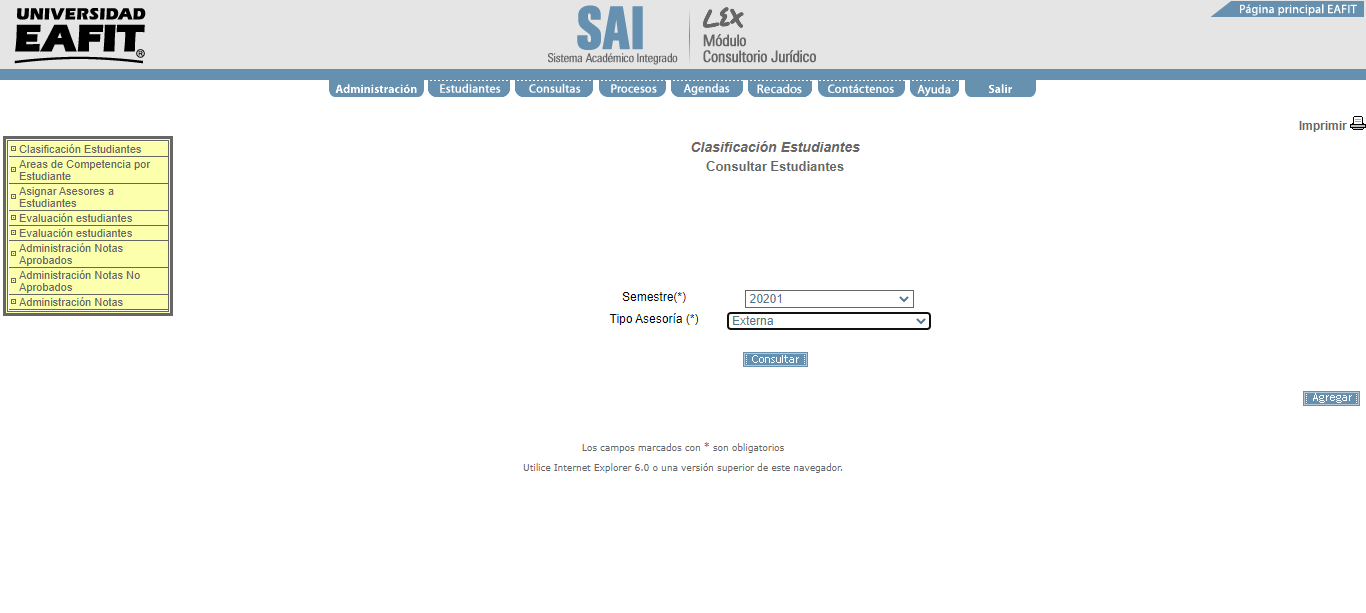 UNIVERSIDAD
EAFIT®
SAI
Sistema Académico Integrado
LEX
Módulo
Consultorio Jurídico
Página principal EAFIT
Administración Estudiantes Consultas Procesos Agendas Recados Contáctenos Ayuda Salir
Imprimir
Clasificación Estudiantes
Areas de Competencia por
Estudiante
Asignar Asesores a
Estudiantes
Evaluación estudiantes
Evaluación estudiantes
Administración Notas
Aprobados
Administración Notas No
Aprobados
Administración Notas
Clasificación Estudiantes
Consultar Estudiantes
Semestre(*) 20201
Tipo Asesoría (*) Externa
Consultar
Agregar
Los campos marcados con * son obligatorios
Utilice Internet Explorer 6.0 o una versión superior de este navegador.